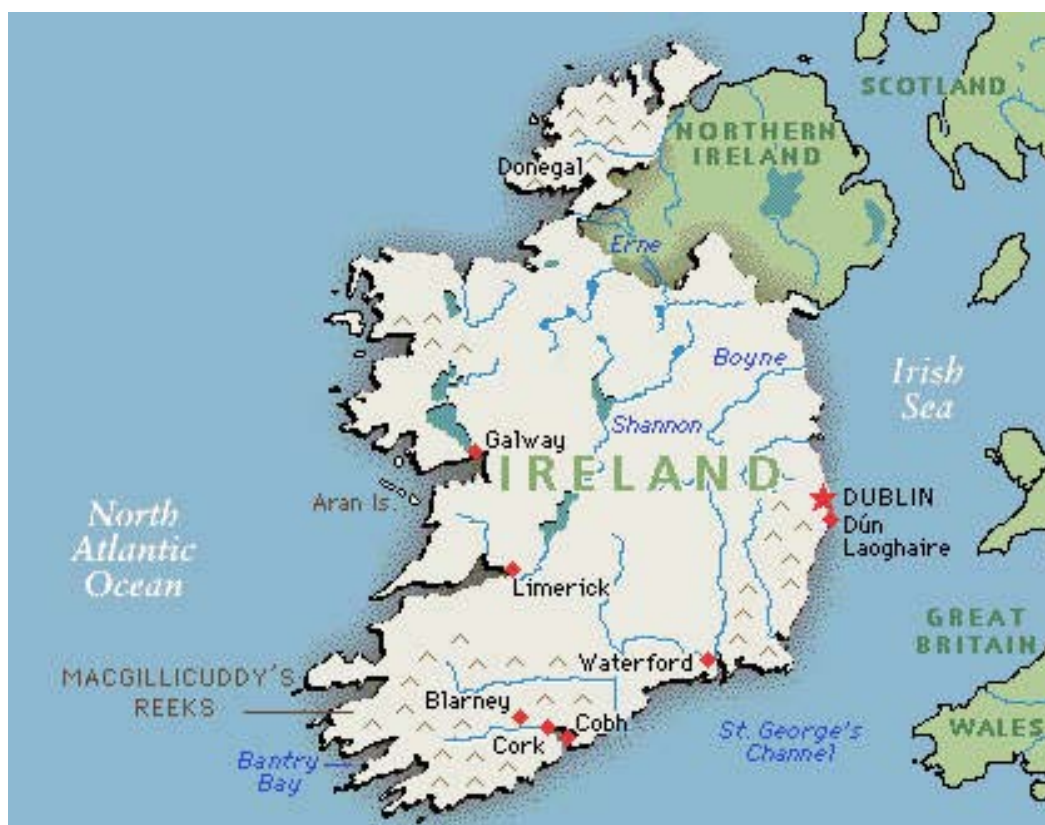 SCOTLAND
NORTHERN
IRELAND
Donegal
Erne
Boyne
Irish
Sea
Shannon
Galway
IRELAND
Aran Is.
DUBLIN
Dún
Laoghaire
North
Atlantic
Ocean
Limerick
GREAT
BRITAIN
Waterford
MACGILLICUDDY'S
REEKS
Blarney
Cobh
Cork
St. George's
Channel
WALES
Bantry
Bay